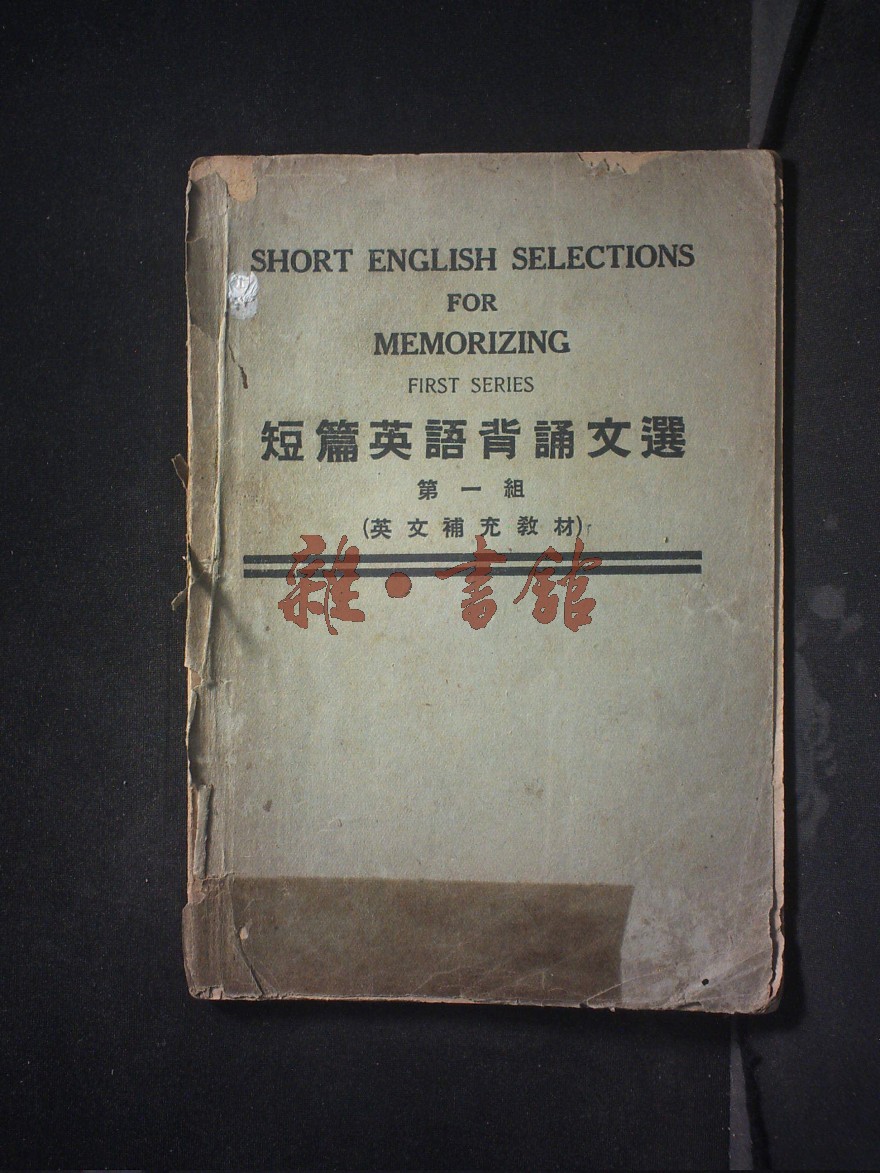 SHORT ENGLISH SELECTIONS
FOR
MEMORIZING
FIRST SERIES
短篇英語背誦文選
第一組
(英文補充教材)
雜·書館